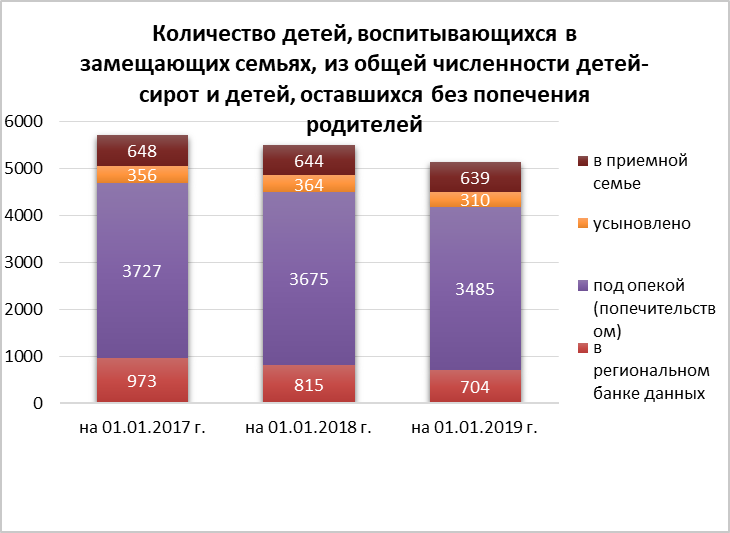 Количество детей, воспитывающихся в
замещающих семьях, из общей численности детей-
сирот и детей, оставшихся без попечения
родителей
6000
5000
4000
3000
2000
1000
0
648
356
3727
973
644
364
3675
815
639
310
3485
704
на 01.01.2017 г.
на 01.01.2018 г.
на 01.01.2019 г.
в приемной
семье
усыновлено
под опекой
(попечительств
ом)
в
региональном
банке данных